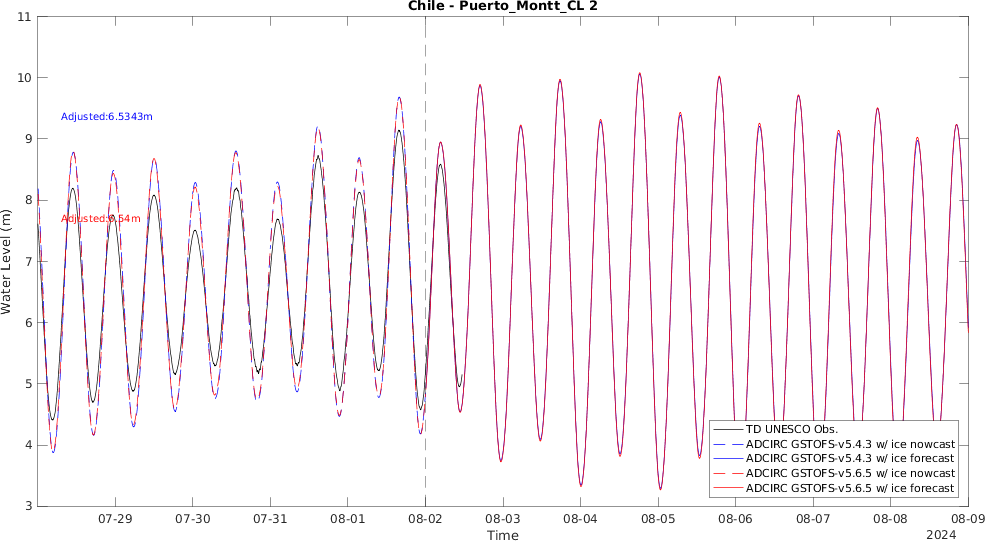 Chile - Puerto_Montt_CL 2
11
10
9
8
7
6
5
4
3
Water Level (m)
Adjusted:6.5343m
Adjusted:6.54m
TD UNESCO Obs.
ADCIRC GSTOFS-v5.4.3 w/ ice nowcast
ADCIRC GSTOFS-v5.4.3 w/ ice forecast
ADCIRC GSTOFS-v5.6.5 w/ ice nowcast
ADCIRC GSTOFS-v5.6.5 w/ ice forecast
07-29 07-30 07-31 08-01 08-02 08-03 08-04 08-05 08-06 08-07 08-08 08-09
Time
2024